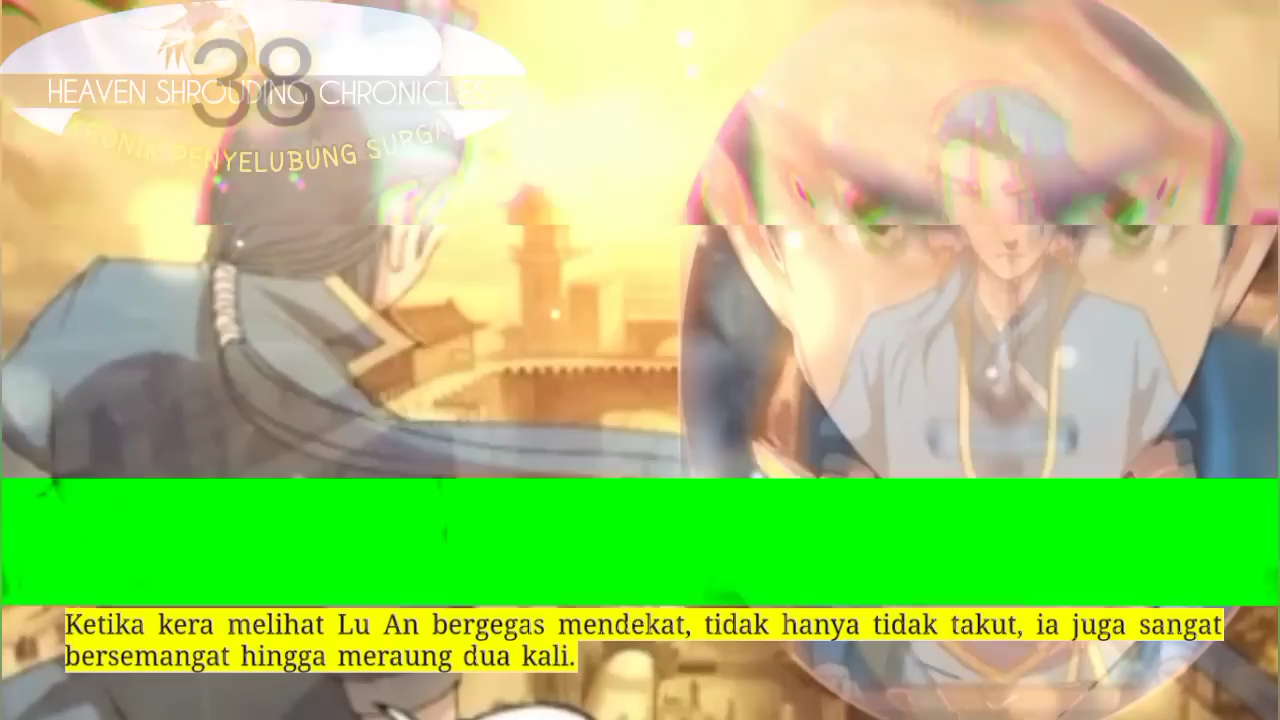 38
HEAVEN SHROUDING CHRONICLES
KRONIK PENYELUBUNG SURGA
Ketika kera melihat Lu An bergegas mendekat, tidak hanya tidak takut, ia juga sangat
bersemangat hingga meraung dua kali.